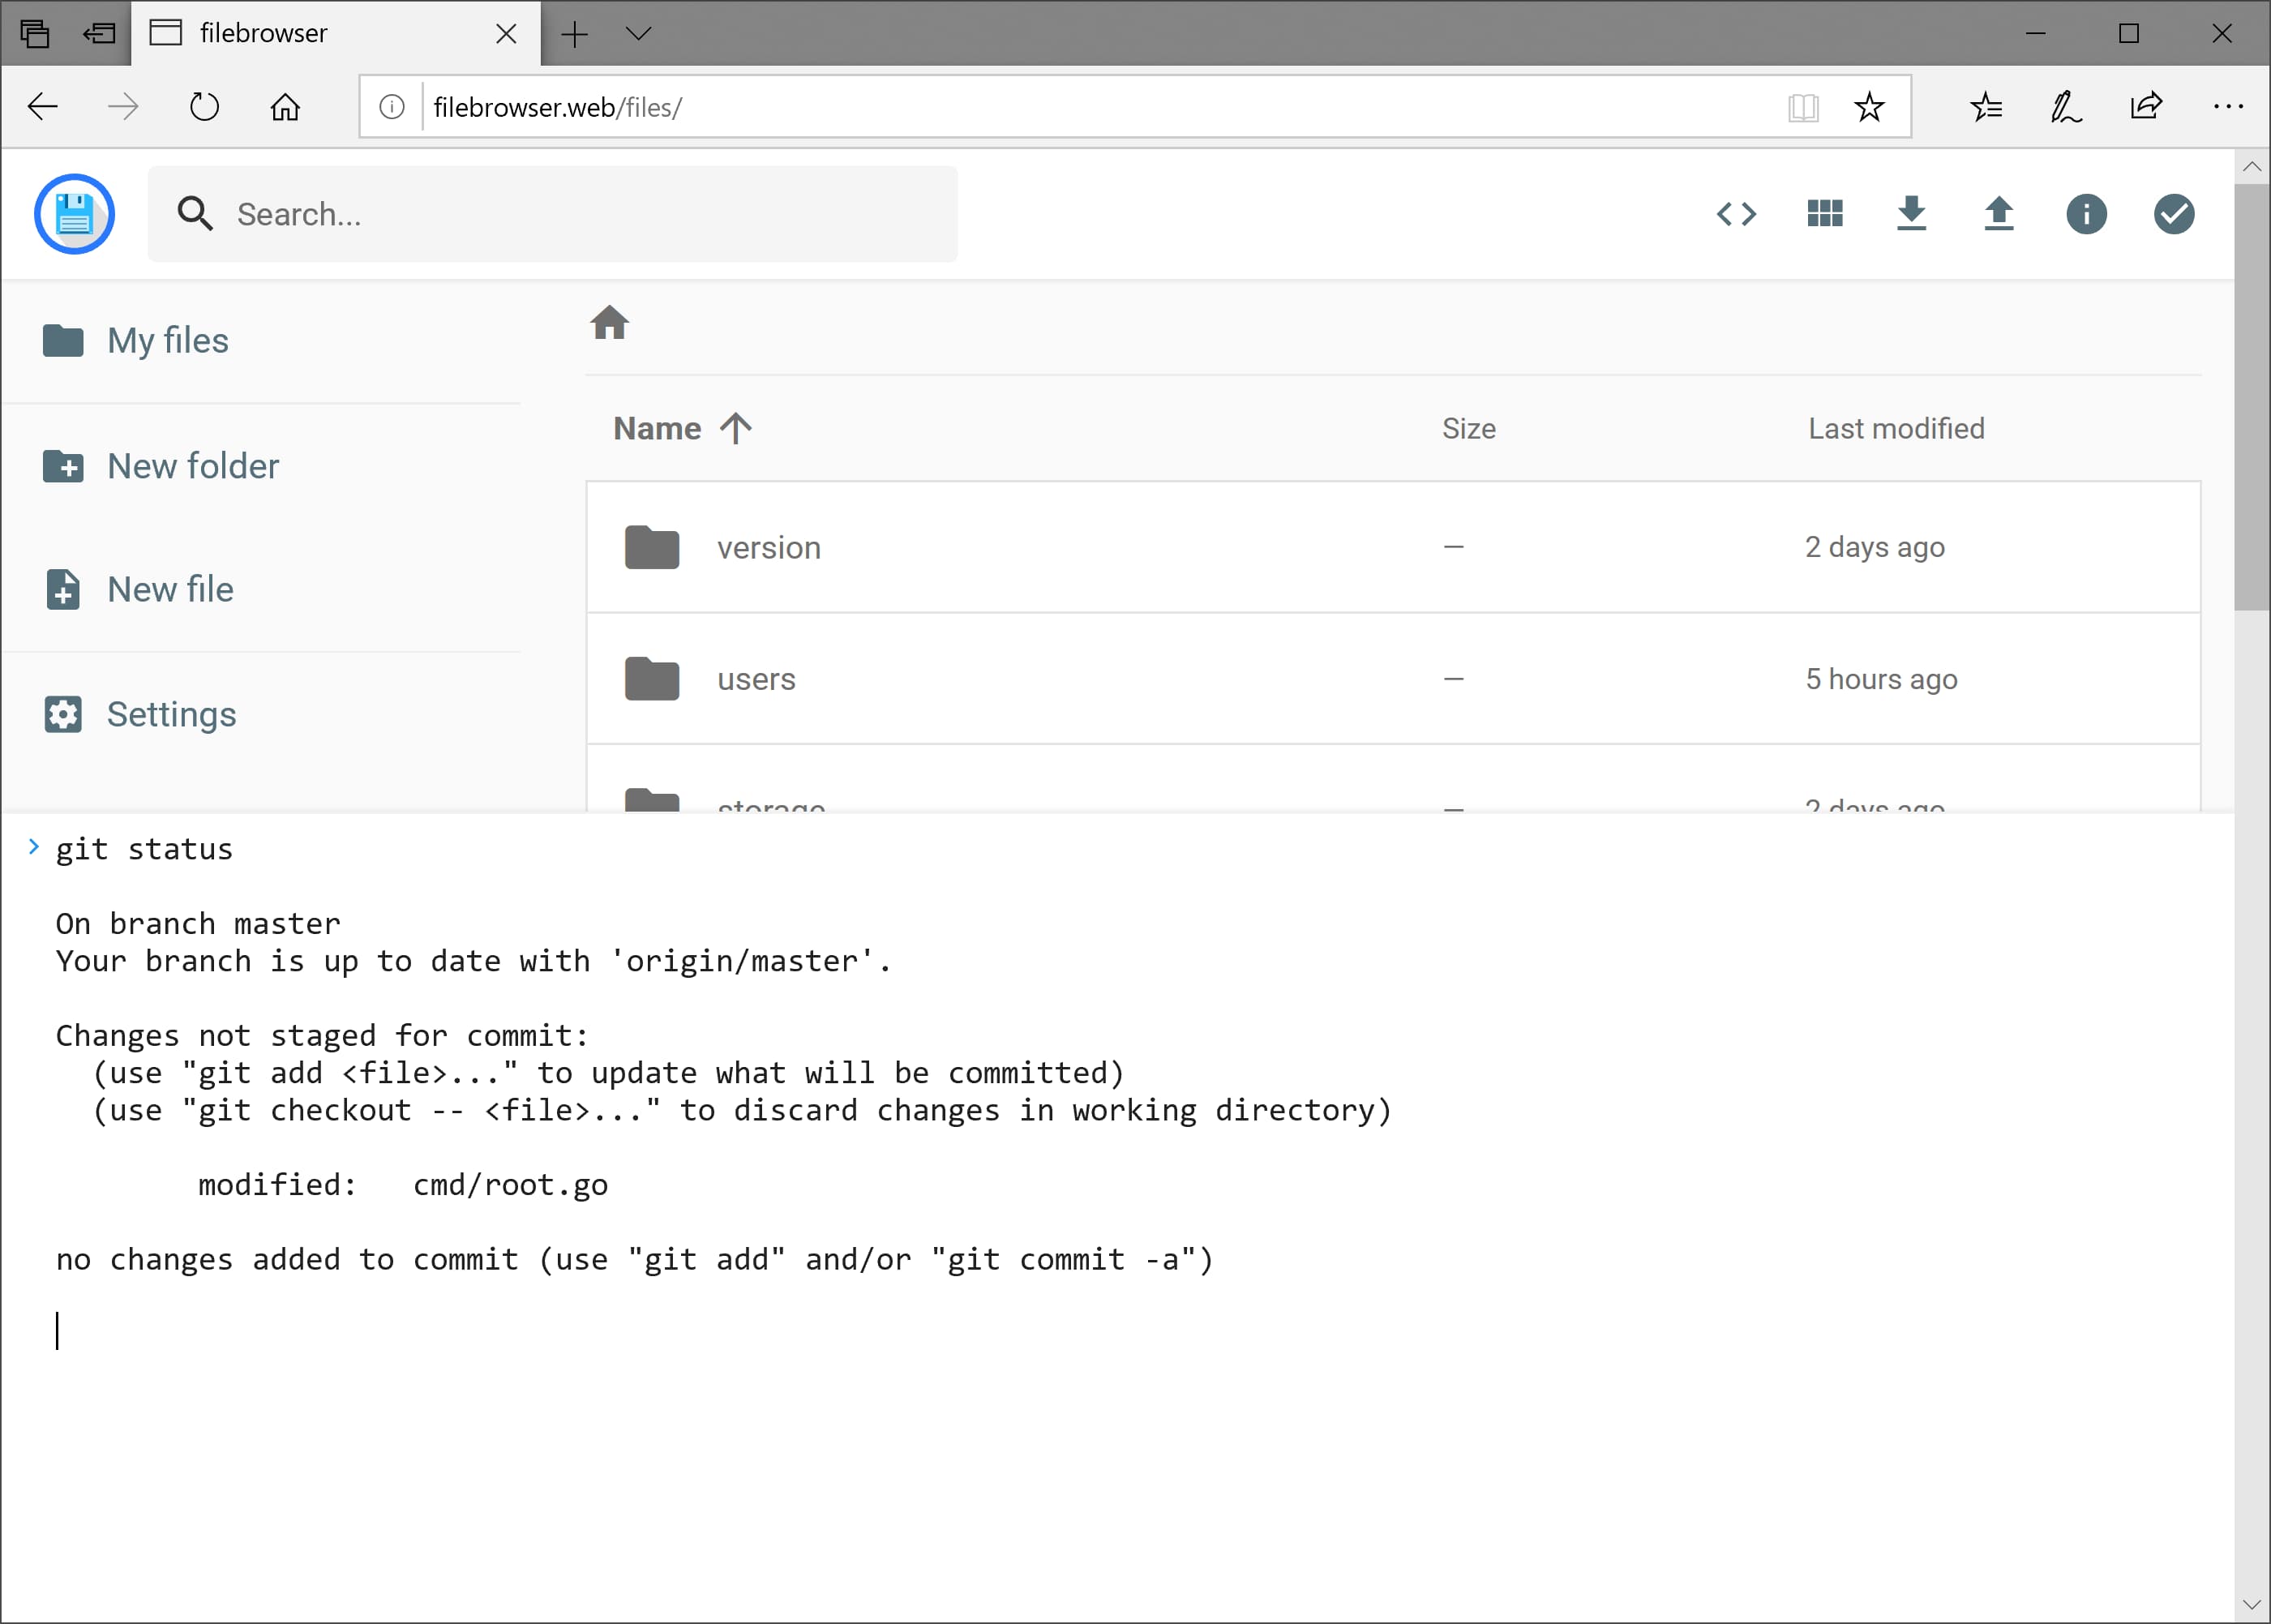 filebrowser
filebrowser.web/files/
Search...
My files
New folder
New file
Settings
Name Size Last modified
version — 2 days ago
users — 5 hours ago
storage — 2 days ago
> git status
On branch master
Your branch is up to date with 'origin/master'.
Changes not staged for commit:
(use "git add <file>..." to update what will be committed)
(use "git checkout -- <file>..." to discard changes in working directory)
modified: cmd/root.go
no changes added to commit (use "git add" and/or "git commit -a")